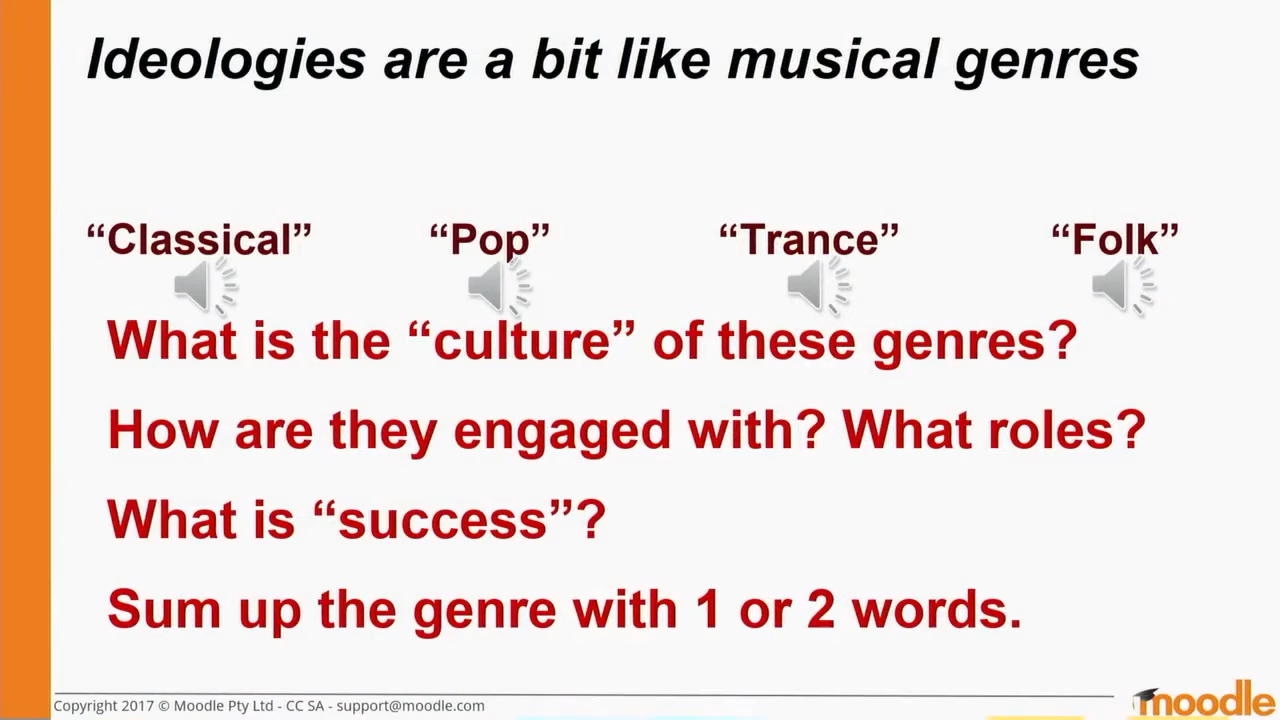 Ideologies are a bit like musical genres
“Classical” “Pop” “Trance” “Folk”
What is the “culture” of these genres?
How are they engaged with? What roles?
What is “success”?
Sum up the genre with 1 or 2 words.
Copyright 2017 © Moodle Pty Ltd - CC SA - support@moodle.com
moodle